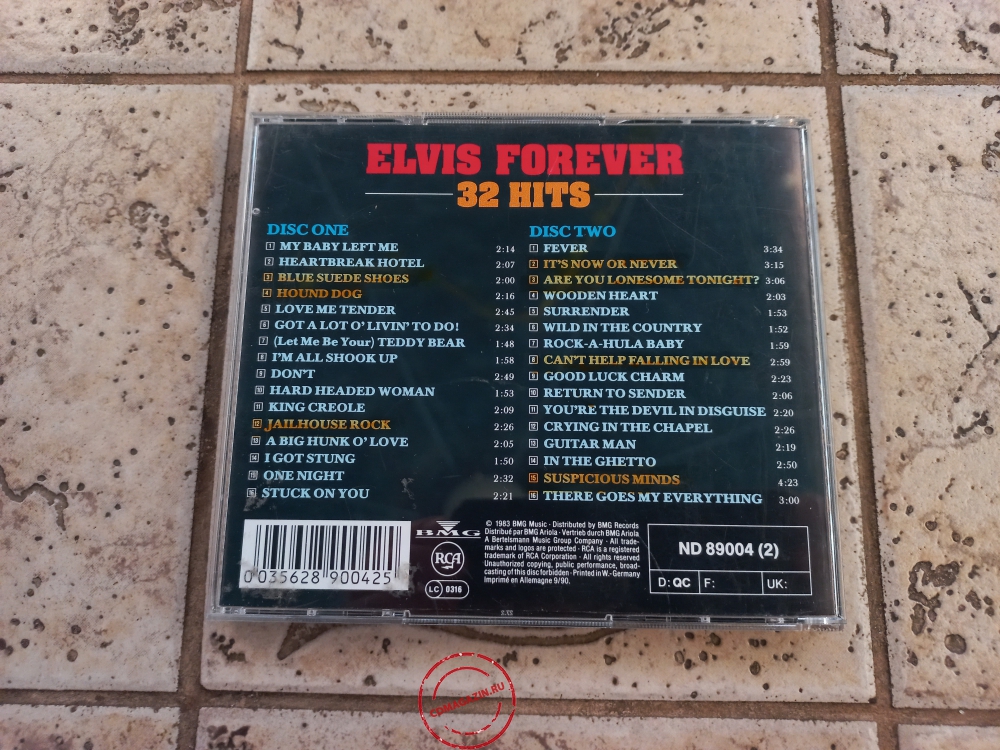 ELVIS FOREVER
32 HITS
DISC ONE
1 MY BABY LEFT ME 2:14
2 HEARTBREAK HOTEL 2:07
3 BLUE SUEDE SHOES 2:00
4 HOUND DOG 2:16
5 LOVE ME TENDER 2:45
6 GOT A LOT O' LIVIN' TO DO! 2:34
7 (Let Me Be Your) TEDDY BEAR 1:48
8 I'M ALL SHOOK UP 1:58
9 DON'T 2:49
10 HARD HEADED WOMAN 1:53
11 KING CREOLE 2:09
12 JAILHOUSE ROCK 2:26
13 A BIG HUNK O' LOVE 2:05
14 I GOT STUNG 1:50
15 ONE NIGHT 2:32
16 STUCK ON YOU 2:21
DISC TWO
1 FEVER 3:34
2 IT'S NOW OR NEVER 3:15
3 ARE YOU LONESOME TONIGHT? 3:06
4 WOODEN HEART 2:03
5 SURRENDER 1:53
6 WILD IN THE COUNTRY 1:52
7 ROCK-A-HULA BABY 1:59
8 CAN'T HELP FALLING IN LOVE 2:59
9 GOOD LUCK CHARM 2:23
10 RETURN TO SENDER 2:06
11 YOU'RE THE DEVIL IN DISGUISE 2:20
12 CRYING IN THE CHAPEL 2:26
13 GUITAR MAN 2:19
14 IN THE GHETTO 2:50
15 SUSPICIOUS MINDS 4:23
16 THERE GOES MY EVERYTHING 3:00
0 035628 900425
BMG
RCA
LC 0316
© 1983 BMG Music · Distributed by BMG Records
Distribué par BMG Ariola · Vertrieb durch BMG Ariola
A Bertelsmann Music Group Company · All trade-
marks and logos are protected · RCA is a registered
trademark of RCA Corporation · All rights reserved
Unauthorized copying, public performance, broad-
casting of this disc forbidden · Printed in W.-Germany
Imprimé en Allemagne 9/90.
ND 89004 (2)
D: QC F: UK:
CDMAGAZIN.RU